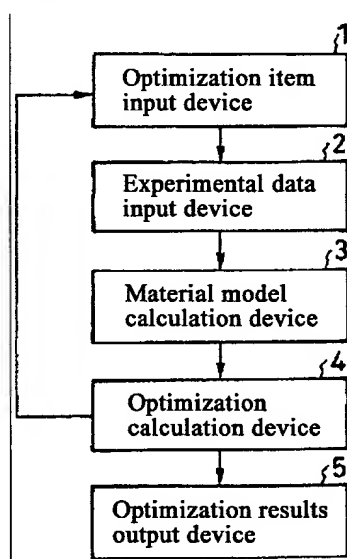 1
Optimization item
input device
2
Experimental data
input device
3
Material model
calculation device
4
Optimization
calculation device
5
Optimization results
output device